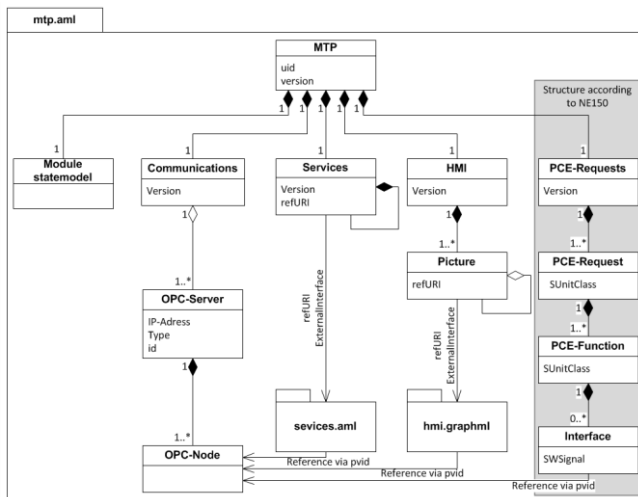 mtp.aml
MTP
uid
version
Structure according
to NE150
1 1 1 1 1
1 1 1 1 1
Module
statemodel
Communications
Version
Services
Version
refURI
HMI
Version
PCE-Requests
Version
1
1
1
1..*
1..*
Picture
refURI
PCE-Request
SUnitClass
1
1..*
1..*
OPC-Server
IP-Adress
Type
id
refURI
ExternalInterface
refURI
ExternalInterface
PCE-Function
SUnitClass
1
1
0..*
sevices.aml
hmi.graphml
Interface
SWSignal
1..*
OPC-Node
Reference via pvid
Reference via pvid
Reference via pvid